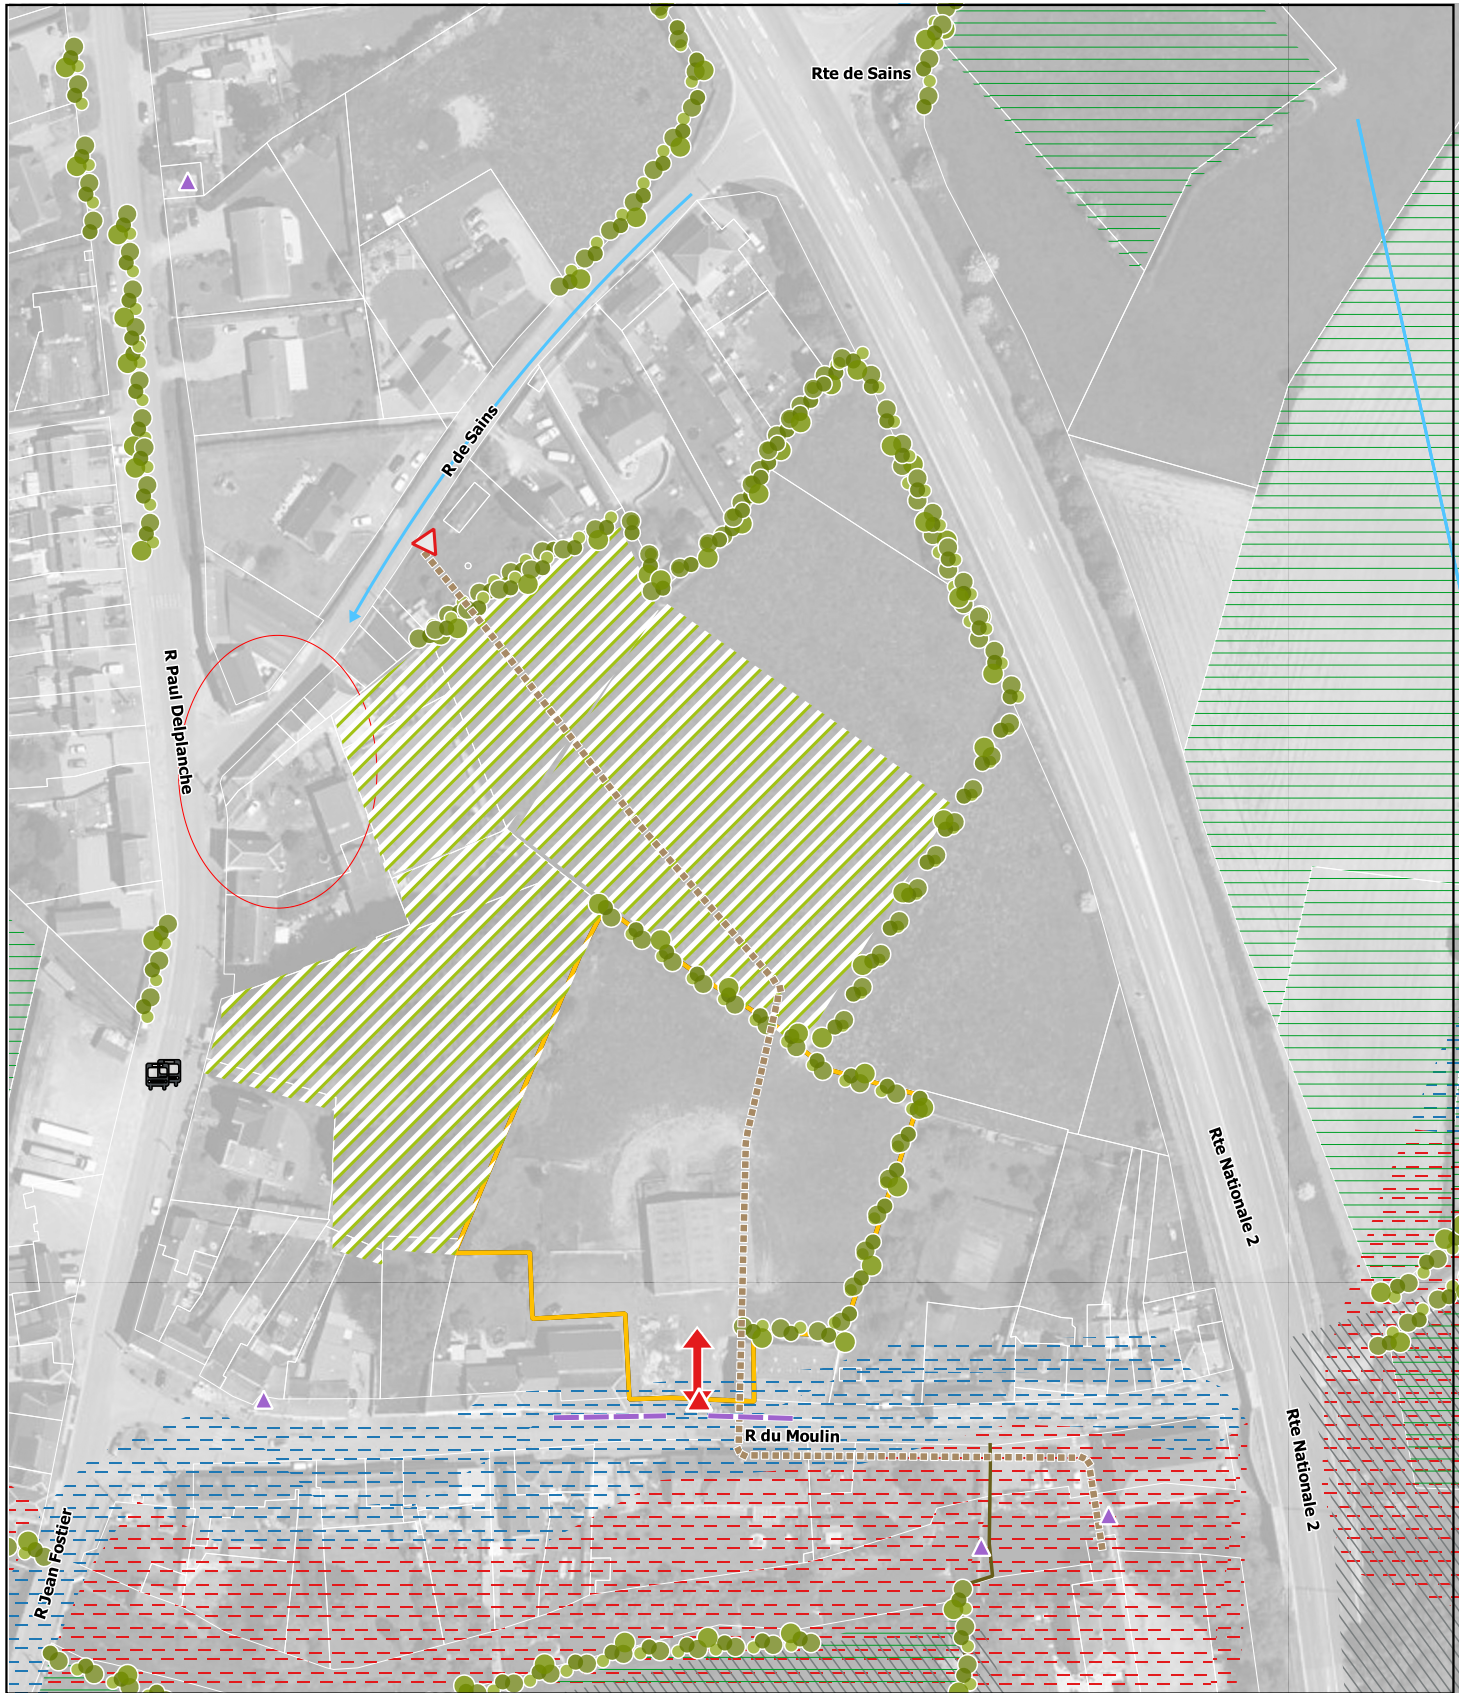 Rte de Sains
R de Sains
R Paul Delplanche
Rte Nationale 2
R du Moulin
Rte Nationale 2
R Jean Fostier